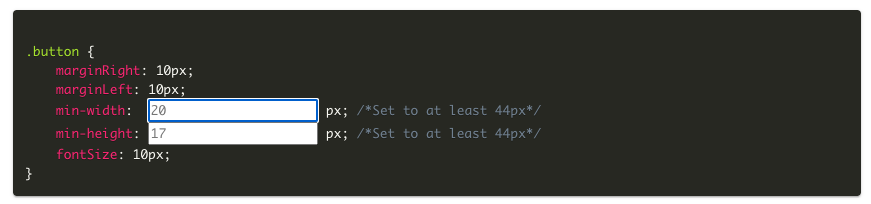 .button {
marginRight: 10px;
marginLeft: 10px;
min-width: 20 px; /*Set to at least 44px*/
min-height: 17 px; /*Set to at least 44px*/
fontSize: 10px;
}